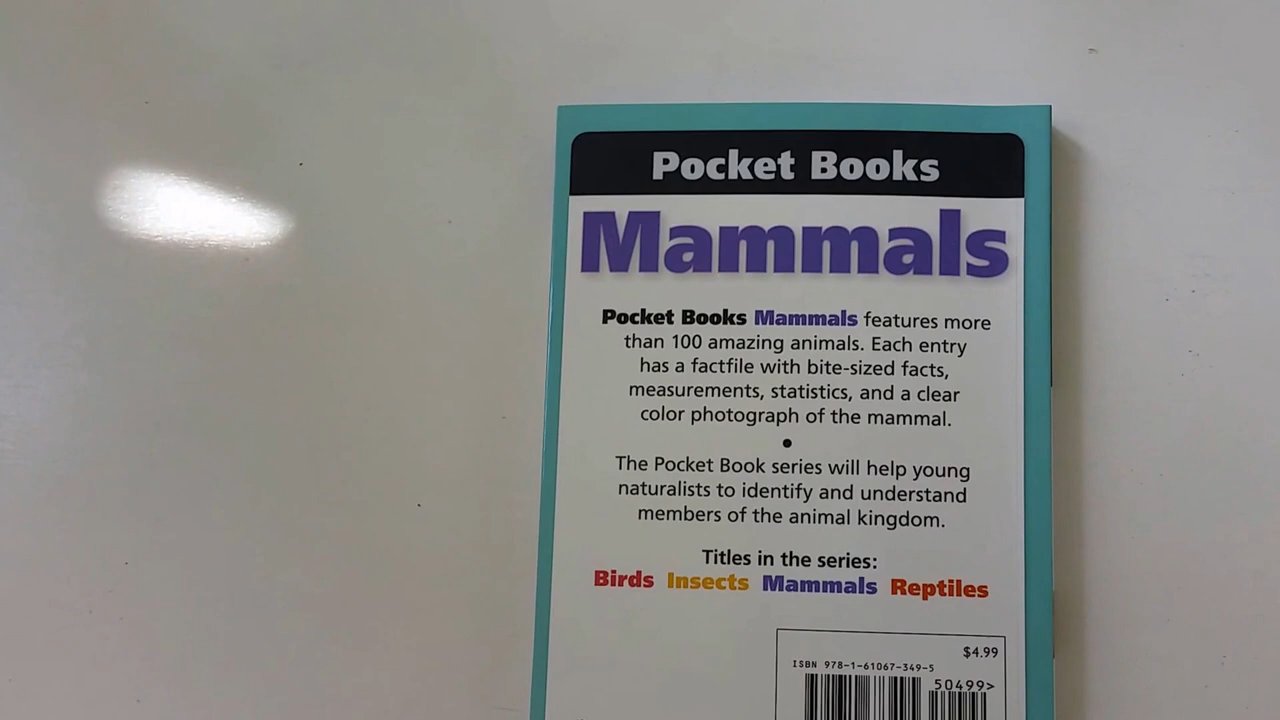 Pocket Books
Mammals
Pocket Books Mammals features more
than 100 amazing animals. Each entry
has a factfile with bite-sized facts,
measurements, statistics, and a clear
color photograph of the mammal.
•
The Pocket Book series will help young
naturalists to identify and understand
members of the animal kingdom.
Titles in the series:
Birds Insects Mammals Reptiles
$4.99
ISBN 978-1-61067-349-5
50499>